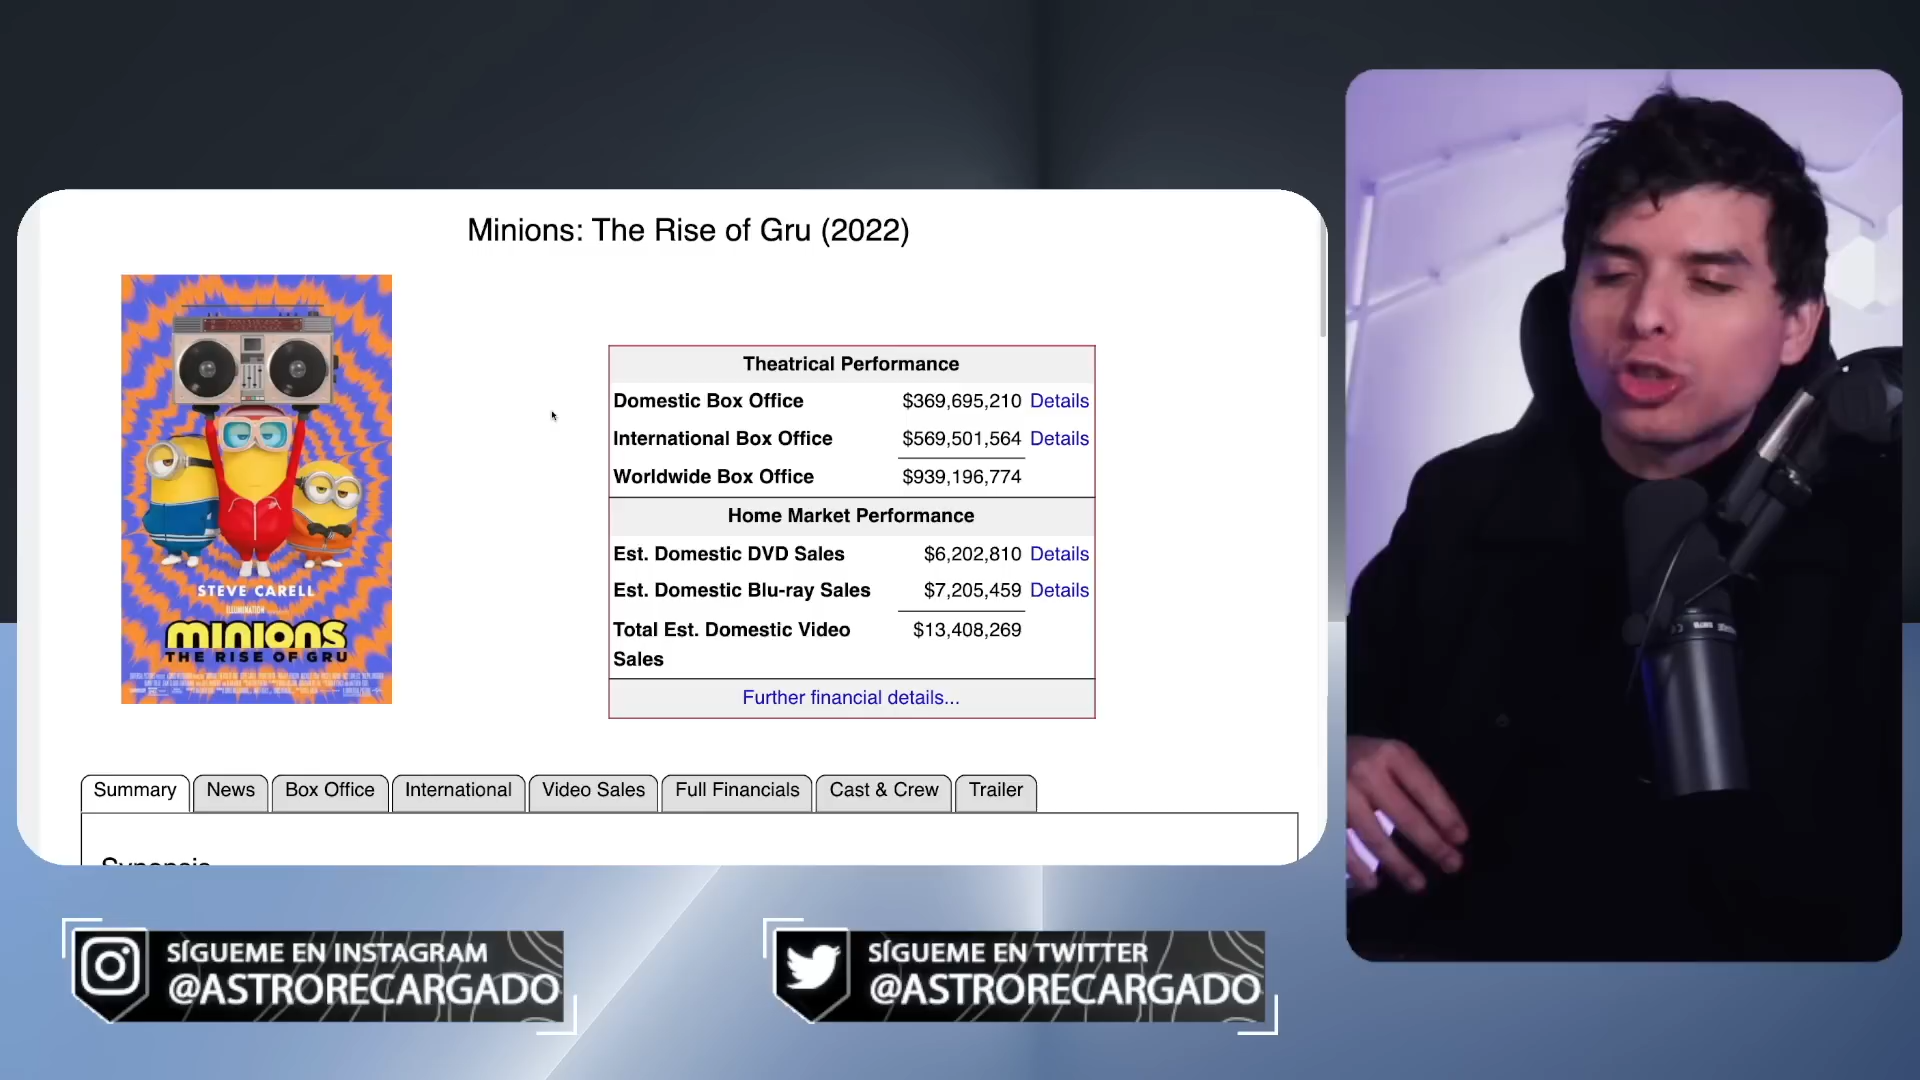 Minions: The Rise of Gru (2022)
STEVE CARELL
ILLUMINATION
MINIONS
THE RISE OF GRU
Theatrical Performance
Domestic Box Office $369,695,210 Details
International Box Office $569,501,564 Details
Worldwide Box Office $939,196,774
Home Market Performance
Est. Domestic DVD Sales $6,202,810 Details
Est. Domestic Blu-ray Sales $7,205,459 Details
Total Est. Domestic Video $13,408,269
Sales
Further financial details...
Summary News Box Office International Video Sales Full Financials Cast & Crew Trailer
Synopsis
SÍGUEME EN INSTAGRAM
@ASTRORECARGADO
SÍGUEME EN TWITTER
@ASTRORECARGADO